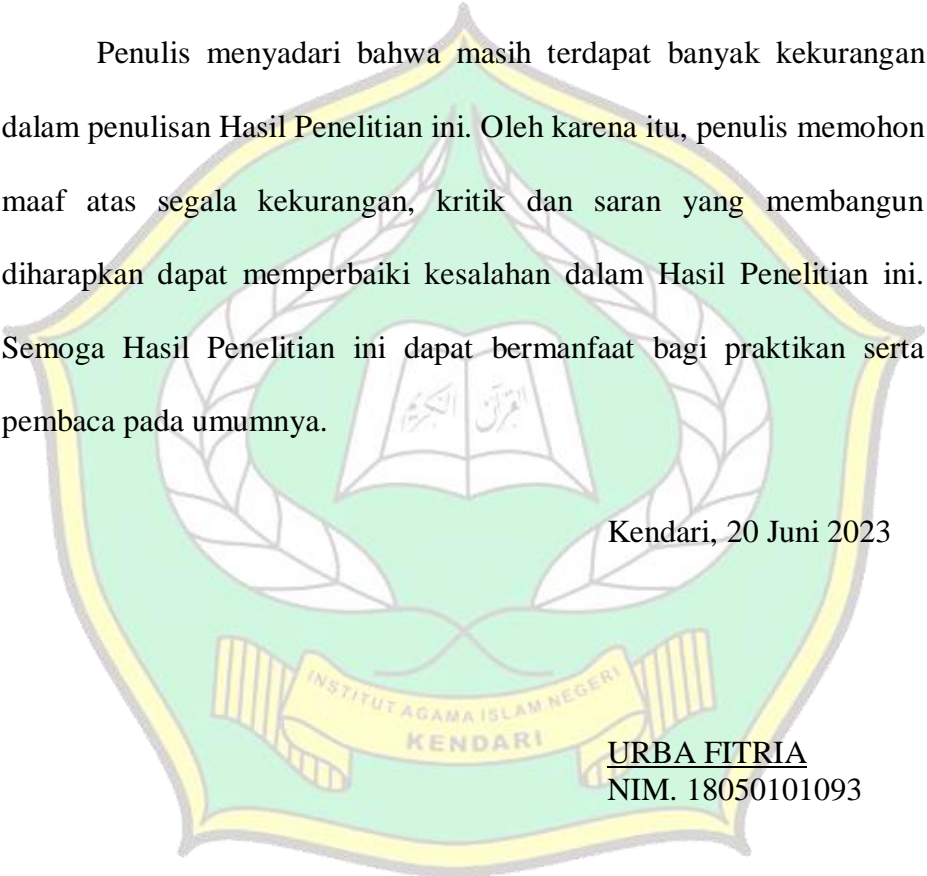 Penulis menyadari bahwa masih terdapat banyak kekurangan
dalam penulisan Hasil Penelitian ini. Oleh karena itu, penulis memohon
maaf atas segala kekurangan, kritik dan saran yang membangun
diharapkan dapat memperbaiki kesalahan dalam Hasil Penelitian ini.
Semoga Hasil Penelitian ini dapat bermanfaat bagi praktikan serta
pembaca pada umumnya.
القرآن الكريم
Kendari, 20 Juni 2023
INSTITUT AGAMA ISLAM NEGERI
KENDARI
URBA FITRIA
NIM. 18050101093